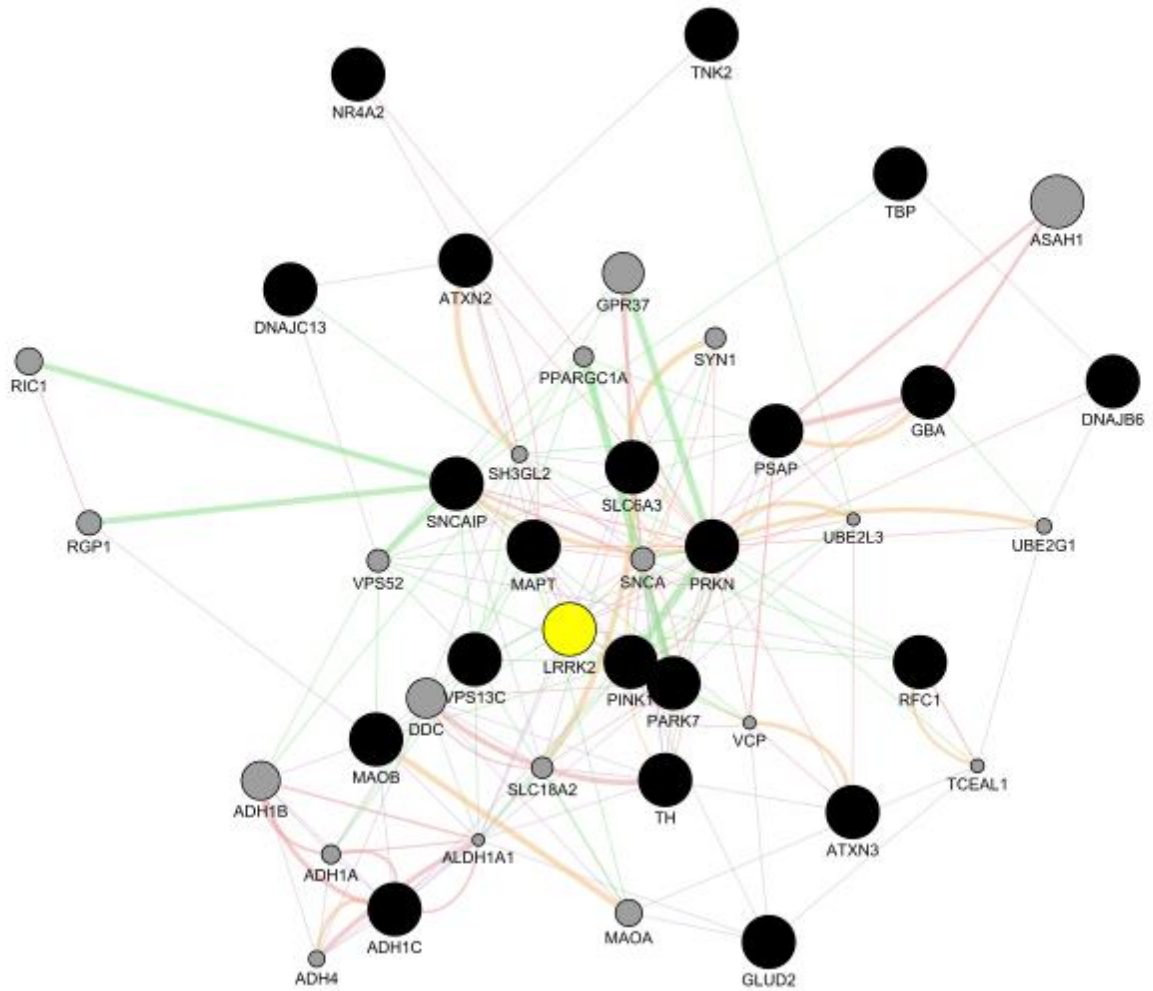 TNK2
NR4A2
TBP
ASAH1
ATXN2
GPR37
DNAJC13
SYN1
PPARGC1A
RIC1
DNAJB6
GBA
PSAP
SH3GL2
SLC6A3
SNCAIP
UBE2L3
UBE2G1
RGP1
VPS52
MAPT
SNCA
PRKN
LRRK2
VPS13C
PINK1
RFC1
PARK7
DDC
VCP
MAOB
SLC18A2
TCEAL1
ADH1B
TH
ATXN3
ALDH1A1
ADH1A
MAOA
ADH1C
ADH4
GLUD2